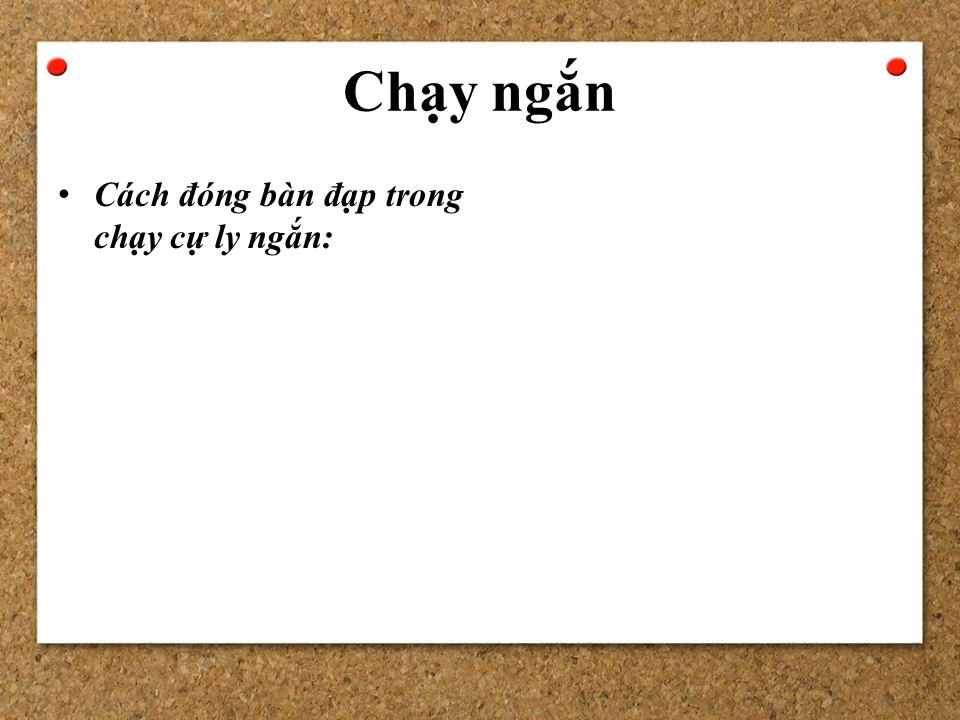 Chạy ngắn
• Cách đóng bàn đạp trong
chạy cự ly ngắn: